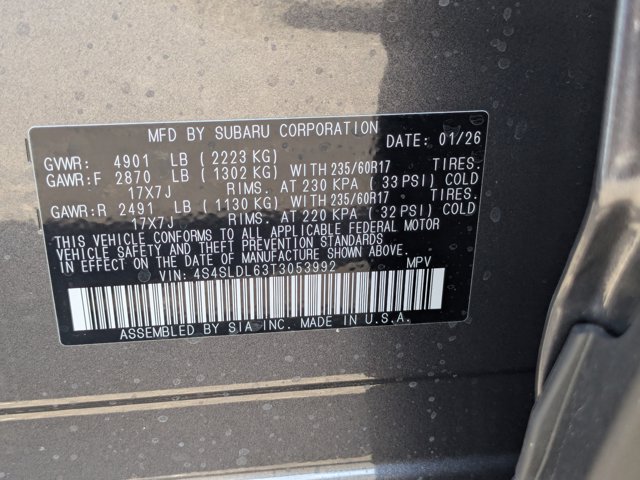 MFD BY SUBARU CORPORATION DATE: 01/26
GVWR: 4901 LB (2223 KG)
GAWR:F 2870 LB (1302 KG) WITH 235/60R17 TIRES.
17X7J RIMS. AT 230 KPA (33 PSI) COLD
GAWR:R 2491 LB (1130 KG) WITH 235/60R17 TIRES.
17X7J RIMS. AT 220 KPA (32 PSI) COLD
THIS VEHICLE CONFORMS TO ALL APPLICABLE FEDERAL MOTOR
VEHICLE SAFETY, BUMPER, AND THEFT PREVENTION STANDARDS
IN EFFECT ON THE DATE OF MANUFACTURE SHOWN ABOVE.
VIN: 4S4SLDL63T3053992 MPV
ASSEMBLED BY SIA INC. MADE IN U.S.A.